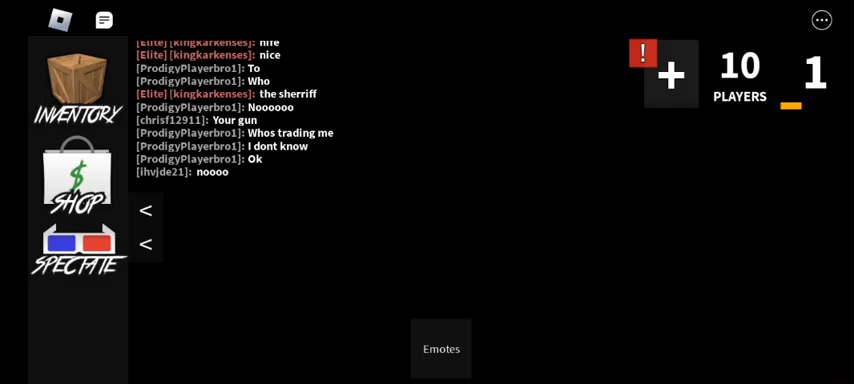 [Elite] [kingkarkenses]: nife
[Elite] [kingkarkenses]: nice
[ProdigyPlayerbro1]: To
[ProdigyPlayerbro1]: Who
[Elite] [kingkarkenses]: the sherriff
[ProdigyPlayerbro1]: Noooooo
[chrisf12911]: Your gun
[ProdigyPlayerbro1]: Whos trading me
[ProdigyPlayerbro1]: I dont know
[ProdigyPlayerbro1]: Ok
[ihvjde21]: noooo
INVENTORY
$
SHOP
SPECTATE
<
<
!
+
10
PLAYERS
1
Emotes